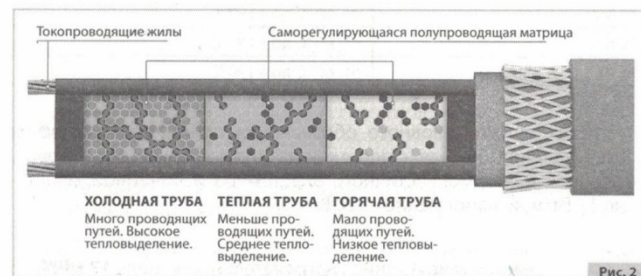 Токопроводящие жилы
Саморегулирующаяся полупроводящая матрица
ХОЛОДНАЯ ТРУБА
Много проводящих
путей. Высокое
тепловыделение.
ТЕПЛАЯ ТРУБА
Меньше про-
водящих путей.
Среднее тепло-
выделение.
ГОРЯЧАЯ ТРУБА
Мало прово-
дящих путей.
Низкое тепловы-
деление.
Рис. 2